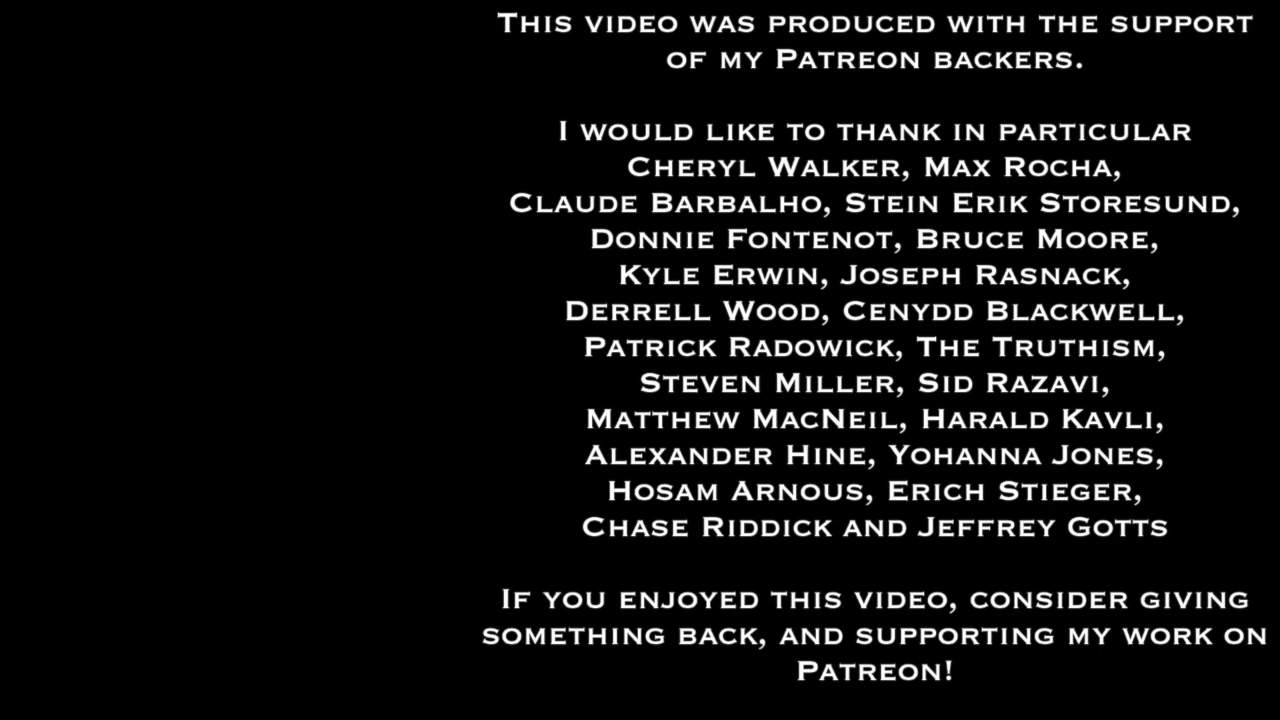 This video was produced with the support
of my Patreon backers.
I would like to thank in particular
Cheryl Walker, Max Rocha,
Claude Barbalho, Stein Erik Storesund,
Donnie Fontenot, Bruce Moore,
Kyle Erwin, Joseph Rasnack,
Derrell Wood, Cenydd Blackwell,
Patrick Radowick, The Truthism,
Steven Miller, Sid Razavi,
Matthew MacNeil, Harald Kavli,
Alexander Hine, Yohanna Jones,
Hosam Arnous, Erich Stieger,
Chase Riddick and Jeffrey Gotts
If you enjoyed this video, consider giving
something back, and supporting my work on
Patreon!